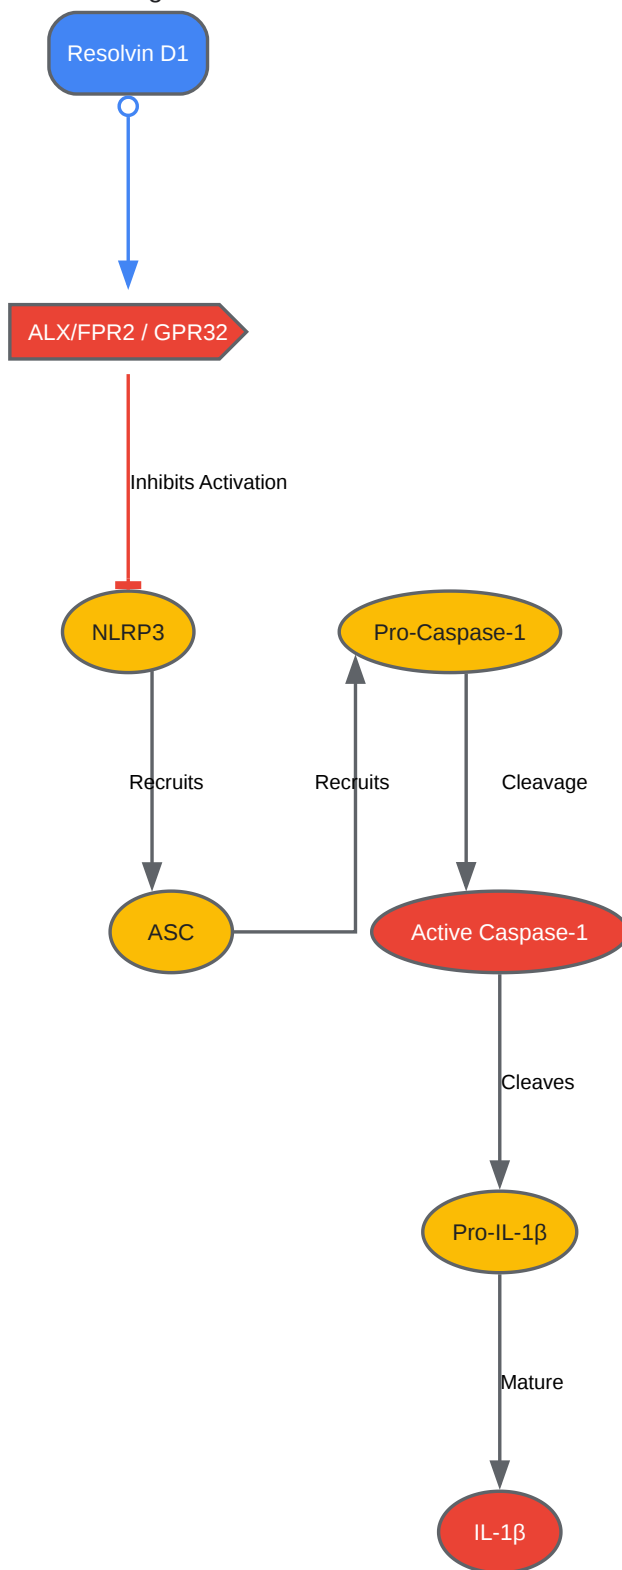 Resolvin D1
ALX/FPR2 / GPR32
Inhibits Activation
NLRP3
Pro-Caspase-1
Recruits
Recruits
Cleavage
ASC
Active Caspase-1
Cleaves
Pro-IL-1β
Mature
IL-1β